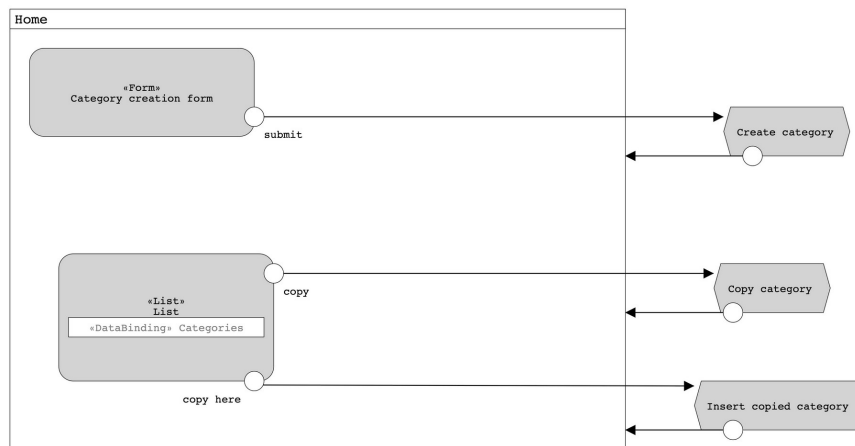 Home
«Form»
Category creation form
submit
Create category
«List»
List
«DataBinding» Categories
copy
Copy category
copy here
Insert copied category